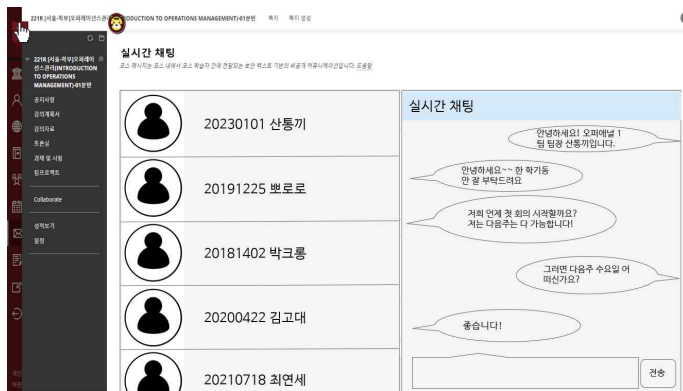 221R [서울-학부]오퍼레이션스관리(INTRODUCTION TO OPERATIONS MANAGEMENT)-01분반 쪽지 쪽지 생성
221R [서울-학부]오퍼레이
션스관리(INTRODUCTION
TO OPERATIONS
MANAGEMENT)-01분반
공지사항
강의계획서
강의자료
토론실
과제 및 시험
팀프로젝트
Collaborate
성적보기
알림
실시간 채팅
코스 메시지는 코스 내에서 코스 학습자 간에 전달되는 보안 텍스트 기반의 비공개 커뮤니케이션입니다. 도움말
20230101 산통끼
20191225 뽀로로
20181402 박크롱
20200422 김고대
20210718 최연세
실시간 채팅
안녕하세요! 오퍼애널 1
팀 팀장 산통끼입니다.
안녕하세요~~ 한 학기동
안 잘 부탁드려요
저희 언제 첫 회의 시작할까요?
저는 다음주는 다 가능합니다!
그러면 다음주 수요일 어
떠신가요?
좋습니다!
전송